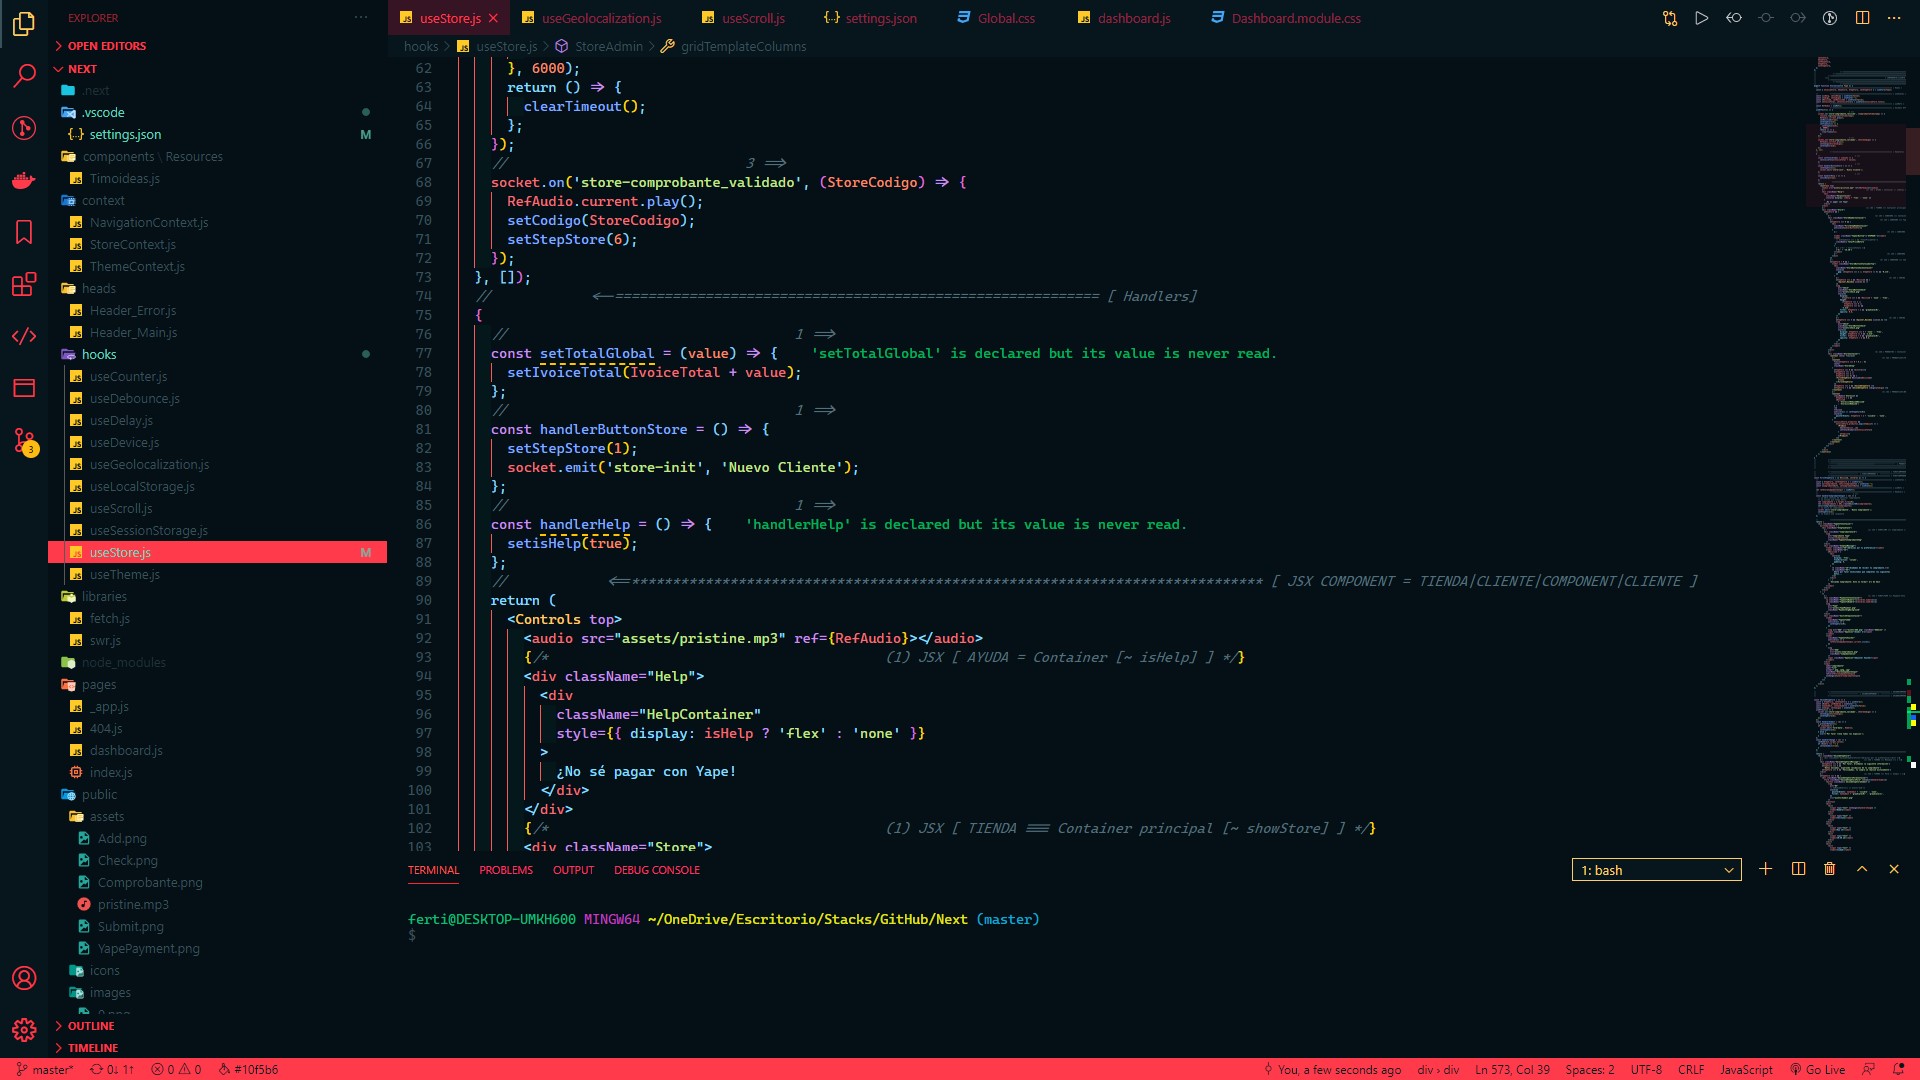 EXPLORER
OPEN EDITORS
NEXT
.next
.vscode
settings.json M
components \ Resources
Timoideas.js
context
NavigationContext.js
StoreContext.js
ThemeContext.js
heads
Header_Error.js
Header_Main.js
hooks
useCounter.js
useDebounce.js
useDelay.js
useDevice.js
useGeolocalization.js
useLocalStorage.js
useScroll.js
useSessionStorage.js
useStore.js M
useTheme.js
libraries
fetch.js
swr.js
node_modules
pages
_app.js
404.js
dashboard.js
index.js
public
assets
Add.png
Check.png
Comprobante.png
pristine.mp3
Submit.png
YapePayment.png
icons
images
OUTLINE
TIMELINE
3
useStore.js useGeolocalization.js useScroll.js settings.json Global.css dashboard.js Dashboard.module.css
hooks > useStore.js > StoreAdmin > gridTemplateColumns
62 }, 6000);
63 return () => {
64 clearTimeout();
65 };
66 });
67 // 3 ==>
68 socket.on('store-comprobante_validado', (StoreCodigo) => {
69 RefAudio.current.play();
70 setCodigo(StoreCodigo);
71 setStepStore(6);
72 });
73 }, []);
74 // <=========================================================== [ Handlers]
75 {
76 // 1 ==>
77 const setTotalGlobal = (value) => { 'setTotalGlobal' is declared but its value is never read.
78 setIvoiceTotal(IvoiceTotal + value);
79 };
80 // 1 ==>
81 const handlerButtonStore = () => {
82 setStepStore(1);
83 socket.emit('store-init', 'Nuevo Cliente');
84 };
85 // 1 ==>
86 const handlerHelp = () => { 'handlerHelp' is declared but its value is never read.
87 setisHelp(true);
88 };
89 // <==***************************************************************************** [ JSX COMPONENT = TIENDA|CLIENTE|COMPONENT|CLIENTE ]
90 return (
91 <Controls top>
92 <audio src="assets/pristine.mp3" ref={RefAudio}></audio>
93 {/* (1) JSX [ AYUDA = Container [~ isHelp] ] */}
94 <div className="Help">
95 <div
96 className="HelpContainer"
97 style={{ display: isHelp ? 'flex' : 'none' }}
98 >
99 ¿No sé pagar con Yape!
100 </div>
101 </div>
102 {/* (1) JSX [ TIENDA === Container principal [~ showStore] ] */}
103 <div className="Store">
TERMINAL PROBLEMS OUTPUT DEBUG CONSOLE 1: bash
ferti@DESKTOP-UMKH600 MINGW64 ~/OneDrive/Escritorio/Stacks/GitHub/Next (master)
$
master* 0↓ 1↑ 0 0 #10f5b6 You, a few seconds ago div > div Ln 573, Col 39 Spaces: 2 UTF-8 CRLF JavaScript Go Live